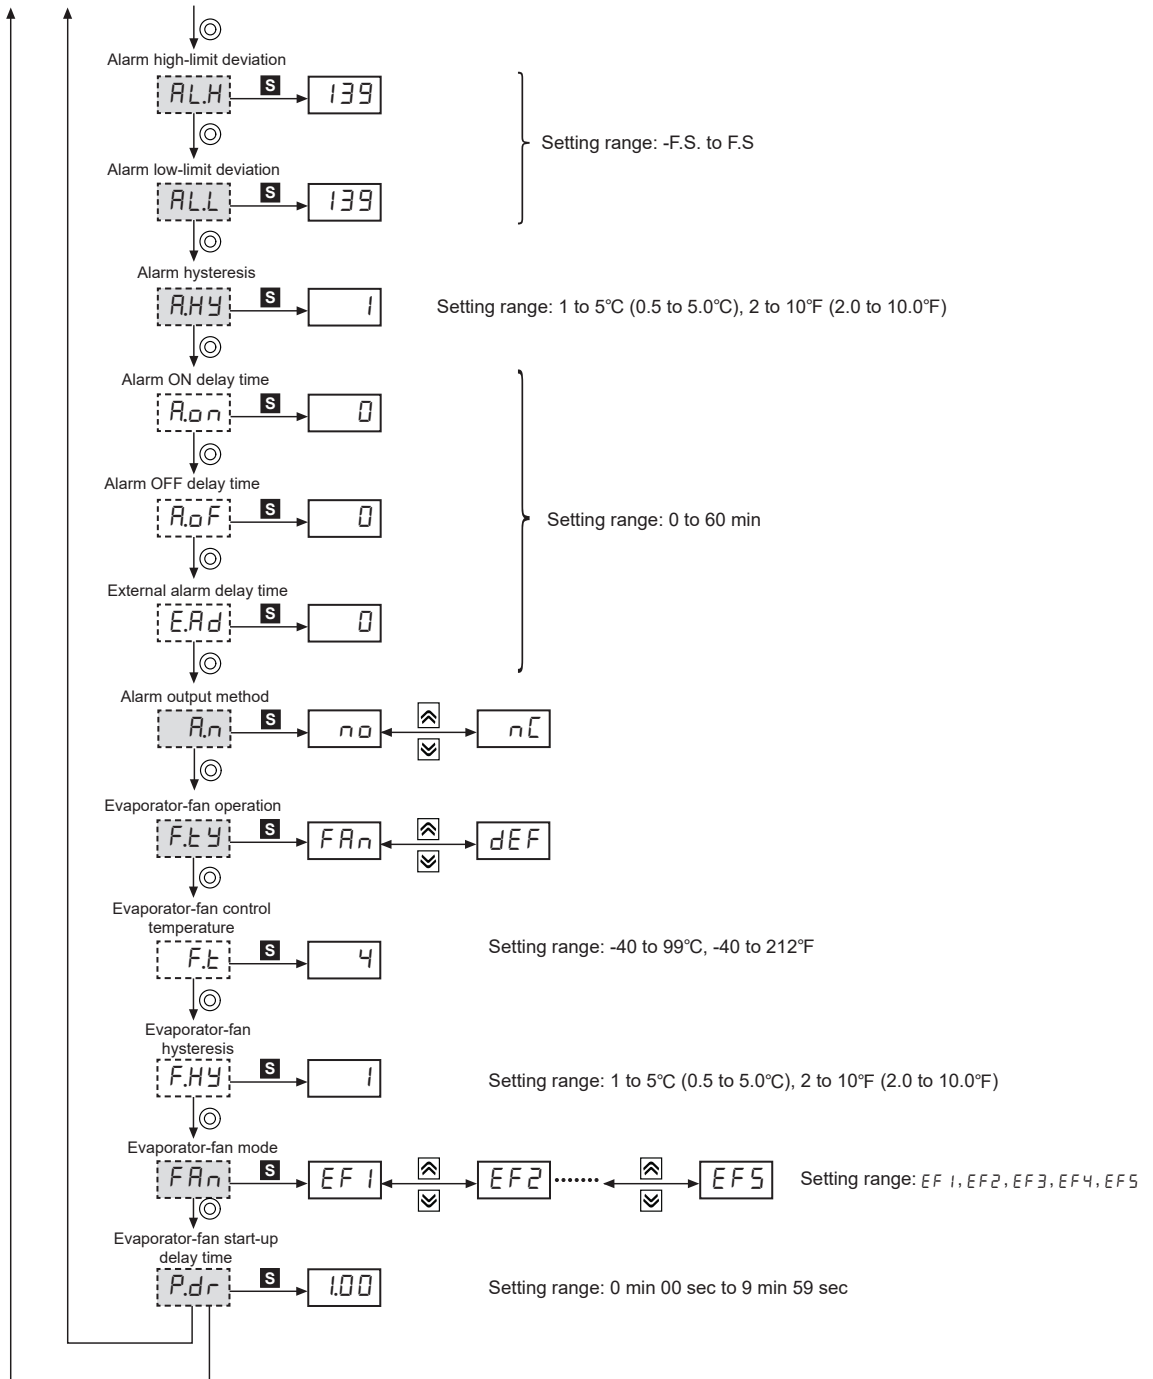 Alarm high-limit deviation
AL.H S 139
Setting range: -F.S. to F.S
Alarm low-limit deviation
AL.L S 139
Alarm hysteresis
A.HY S 1
Setting range: 1 to 5℃ (0.5 to 5.0℃), 2 to 10℉ (2.0 to 10.0℉)
Alarm ON delay time
A.on S 0
Alarm OFF delay time
A.oF S 0
Setting range: 0 to 60 min
External alarm delay time
E.Ad S 0
Alarm output method
A.n S no nC
Evaporator-fan operation
F.tY S FAn dEF
Evaporator-fan control
temperature
F.t S 4
Setting range: -40 to 99℃, -40 to 212℉
Evaporator-fan
hysteresis
F.HY S 1
Setting range: 1 to 5℃ (0.5 to 5.0℃), 2 to 10℉ (2.0 to 10.0℉)
Evaporator-fan mode
FAn S EF1 EF2 ....... EF5
Setting range: EF1, EF2, EF3, EF4, EF5
Evaporator-fan start-up
delay time
P.dr S 1.00
Setting range: 0 min 00 sec to 9 min 59 sec